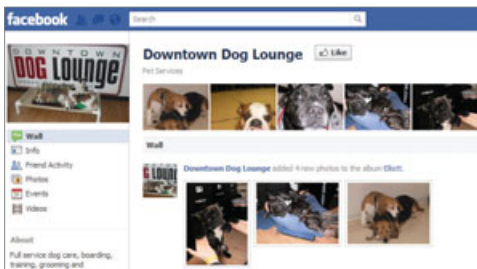 facebook
Search
DOWNTOWN
DOG LOUNGE
Downtown Dog Lounge
Like
Pet Services
Wall
Info
Friend Activity
Photos
Events
Videos
About
Full service dog care, boarding,
training, grooming and
Wall
Downtown Dog Lounge added 4 new photos to the album Eliott.